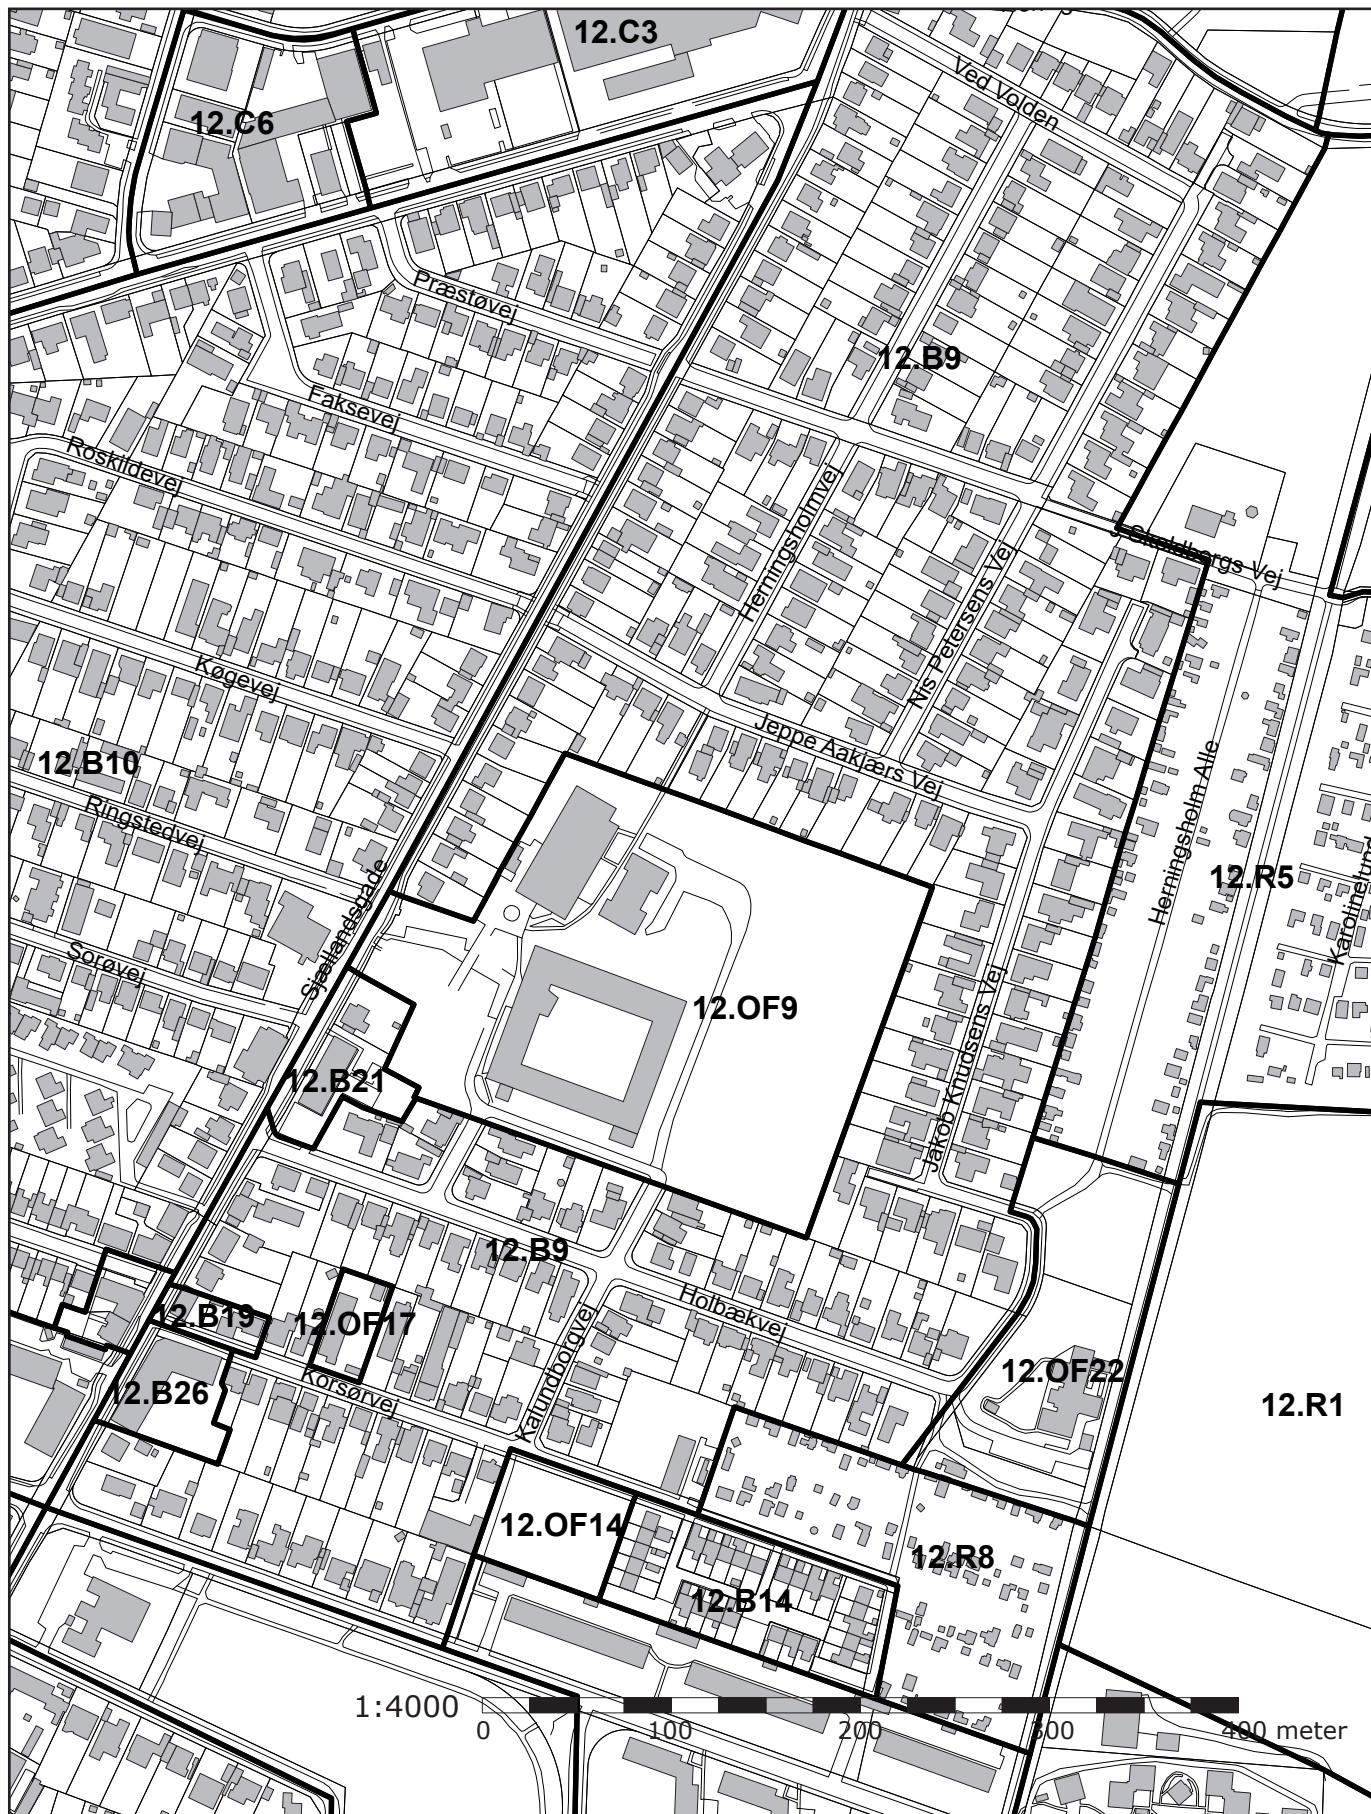 12.C3
12.C6
Ved Volden
Præstøvej
12.B9
Faksevej
Roskildevej
Herningsholmvej
J Skjoldborgs Vej
Nis Petersens Vej
Køgevej
Jeppe Aakjærs Vej
12.B10
Ringstedvej
Herningsholm Alle
12.R5
Sjællandsgade
Karolinelund
Sorøvej
12.OF9
Jakob Knudsens Vej
12.B21
12.B9
Holbækvej
12.B19
12.OF17
Kalundborgvej
12.OF22
Korsørvej
12.B26
12.R1
12.OF14
12.R8
12.B14
1:4000
0 100 200 300 400 meter